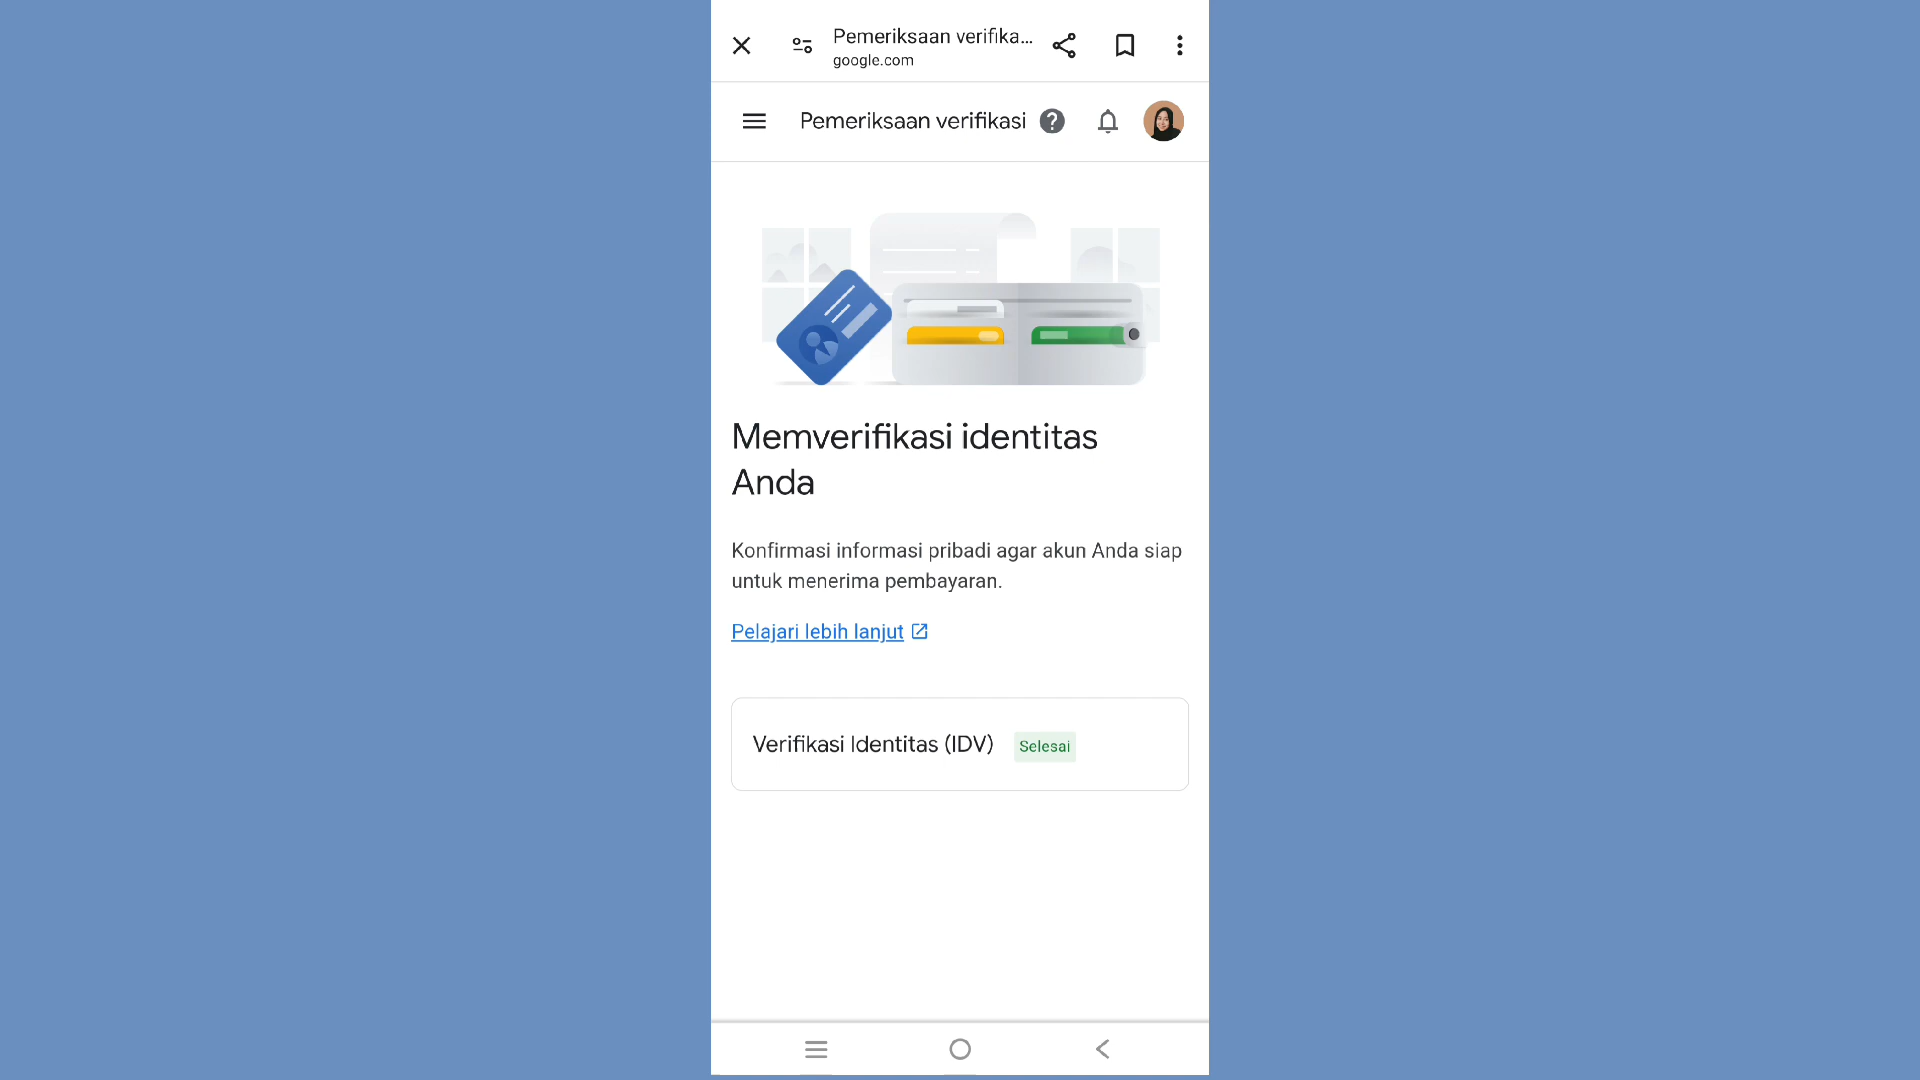 Pemeriksaan verifika...
google.com
Pemeriksaan verifikasi
Memverifikasi identitas
Anda
Konfirmasi informasi pribadi agar akun Anda siap
untuk menerima pembayaran.
Pelajari lebih lanjut
Verifikasi Identitas (IDV) Selesai